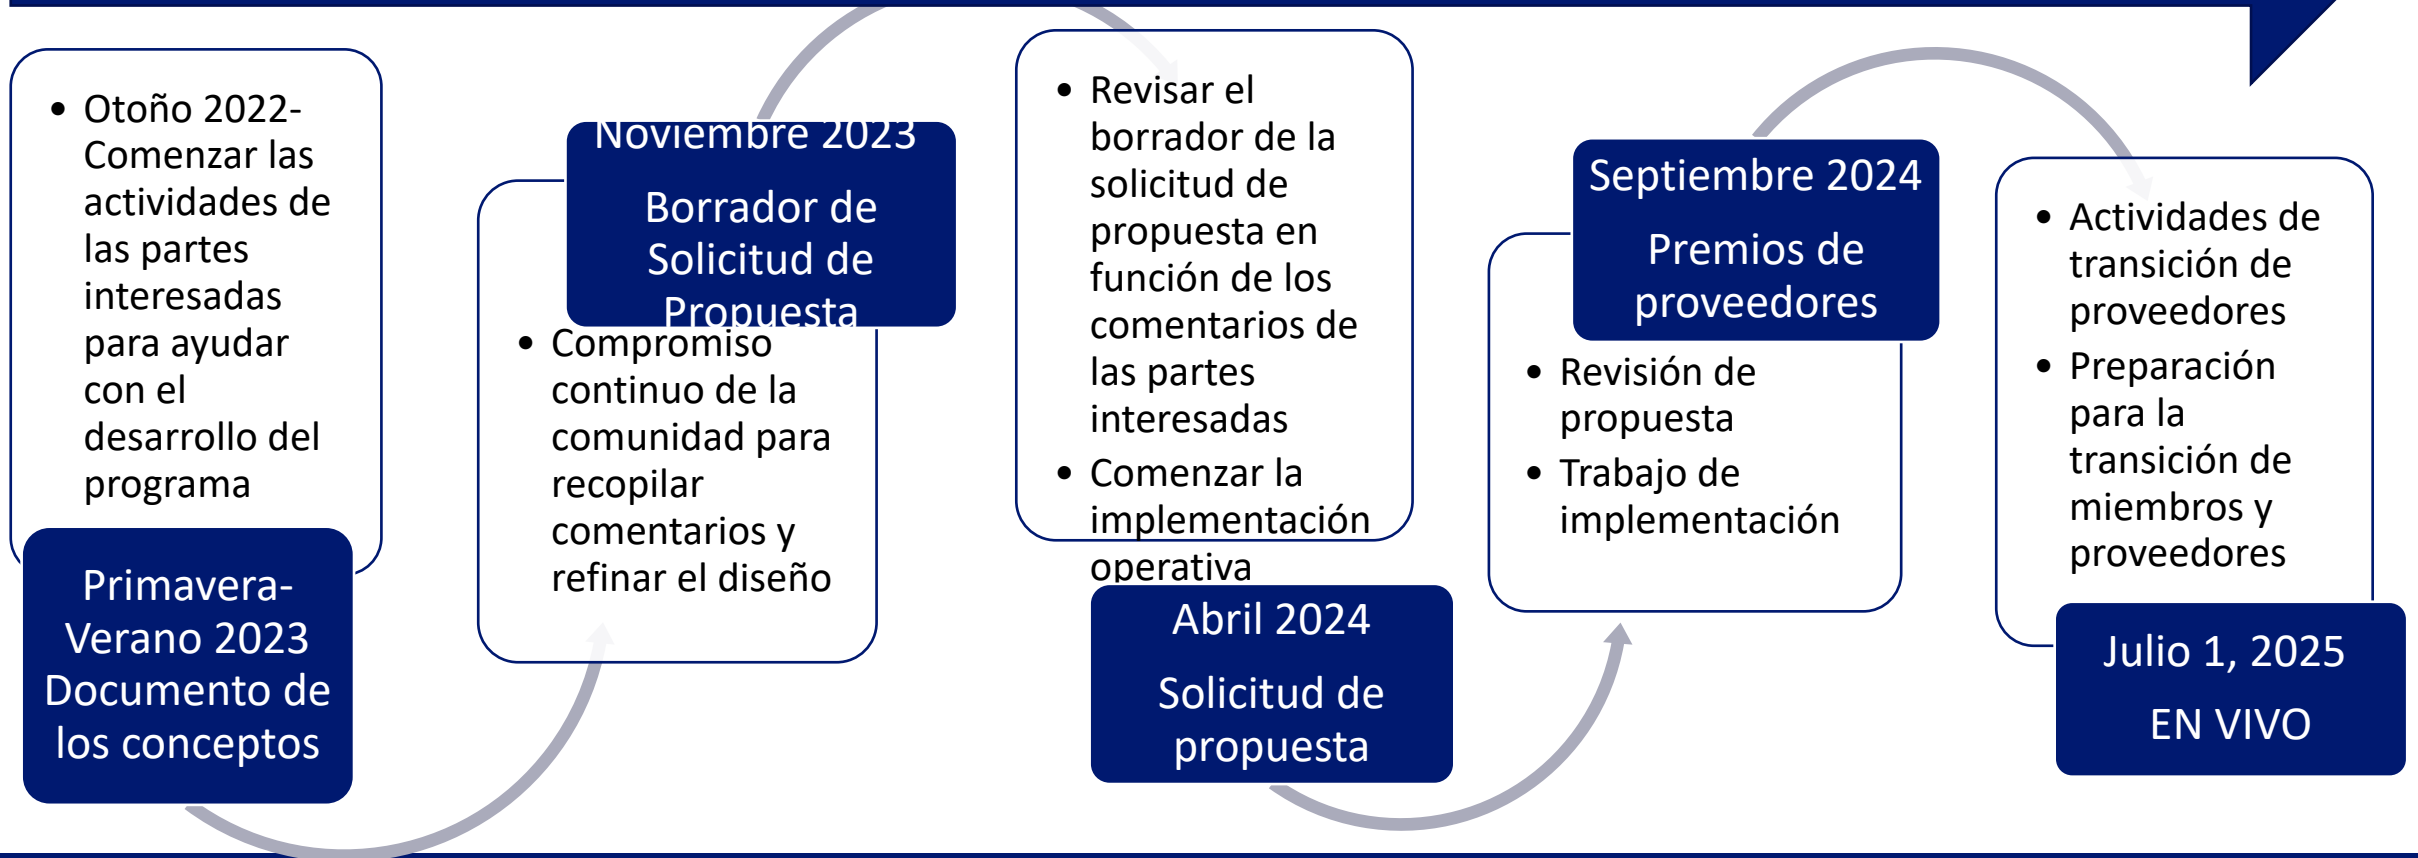 • Otoño 2022-
Comenzar las
actividades de
las partes
interesadas
para ayudar
con el
desarrollo del
programa
Primavera-
Verano 2023
Documento de
los conceptos
Noviembre 2023
Borrador de
Solicitud de
Propuesta
• Compromiso
continuo de la
comunidad para
recopilar
comentarios y
refinar el diseño
• Revisar el
borrador de la
solicitud de
propuesta en
función de los
comentarios de
las partes
interesadas
• Comenzar la
implementación
operativa
Abril 2024
Solicitud de
propuesta
Septiembre 2024
Premios de
proveedores
• Revisión de
propuesta
• Trabajo de
implementación
• Actividades de
transición de
proveedores
• Preparación
para la
transición de
miembros y
proveedores
Julio 1, 2025
EN VIVO